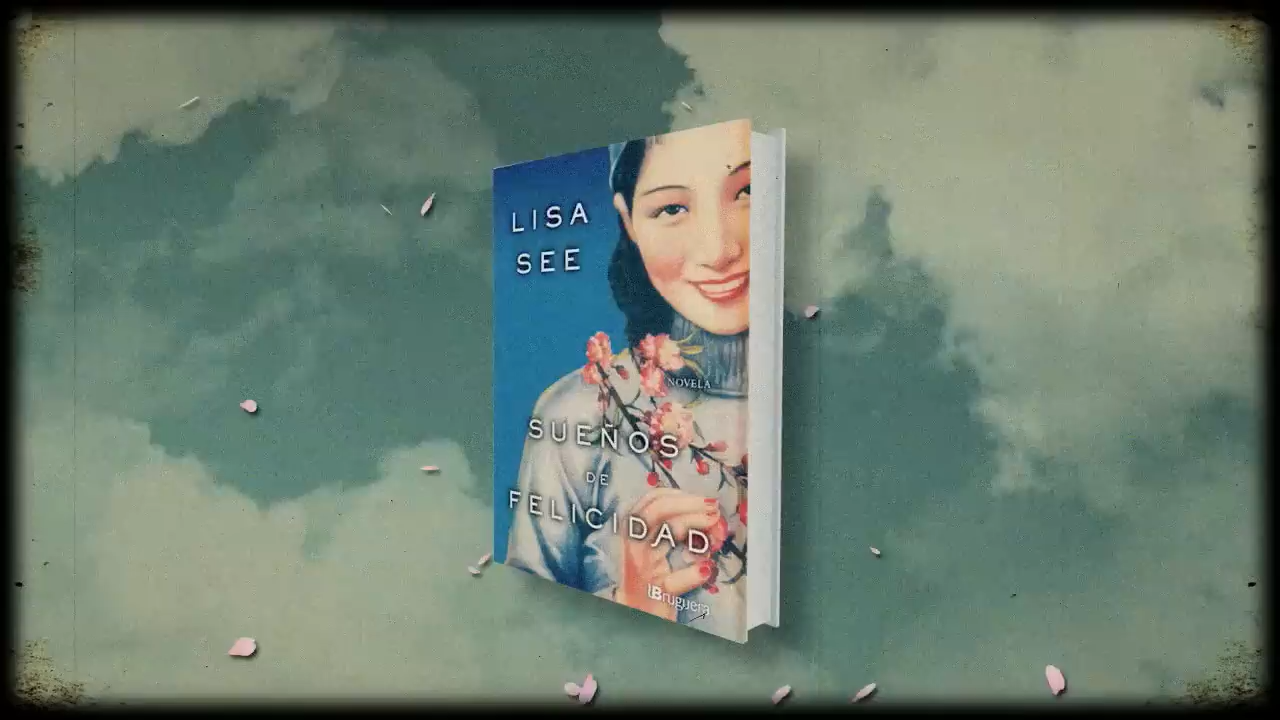 LISA
SEE
NOVELA
SUEÑOS
DE
FELICIDAD
Bruguera